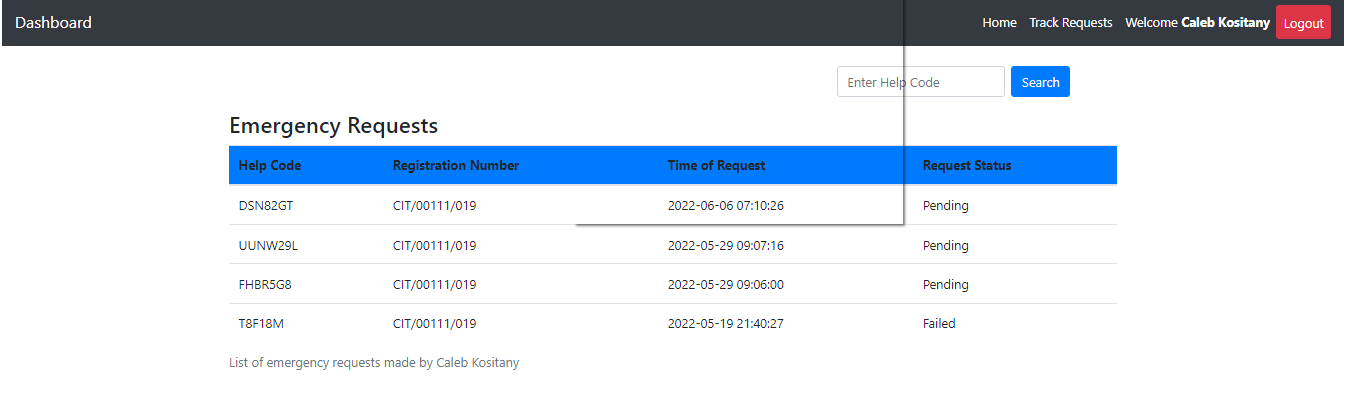 Dashboard Home Track Requests Welcome Caleb Kositany Logout
Enter Help Code Search
Emergency Requests
Help Code Registration Number Time of Request Request Status
DSN82GT CIT/00111/019 2022-06-06 07:10:26 Pending
UUNW29L CIT/00111/019 2022-05-29 09:07:16 Pending
FHBR5G8 CIT/00111/019 2022-05-29 09:06:00 Pending
T8F18M CIT/00111/019 2022-05-19 21:40:27 Failed
List of emergency requests made by Caleb Kositany